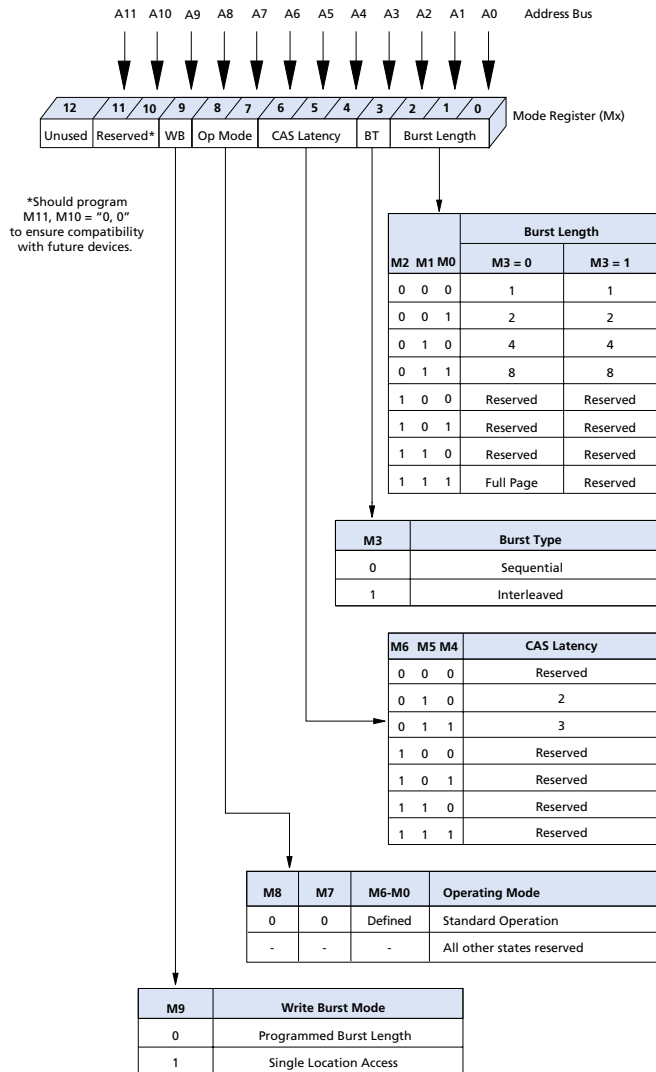 A11 A10 A9 A8 A7 A6 A5 A4 A3 A2 A1 A0 Address Bus
12 11 10 9 8 7 6 5 4 3 2 1 0
Mode Register (Mx)
Unused Reserved* WB Op Mode CAS Latency BT Burst Length
*Should program
M11, M10 = “0, 0”
to ensure compatibility
with future devices.
Burst Length
M2 M1 M0 M3 = 0 M3 = 1
0 0 0 1 1
0 0 1 2 2
0 1 0 4 4
0 1 1 8 8
1 0 0 Reserved Reserved
1 0 1 Reserved Reserved
1 1 0 Reserved Reserved
1 1 1 Full Page Reserved
M3 Burst Type
0 Sequential
1 Interleaved
M6 M5 M4 CAS Latency
0 0 0 Reserved
0 1 0 2
0 1 1 3
1 0 0 Reserved
1 0 1 Reserved
1 1 0 Reserved
1 1 1 Reserved
M8 M7 M6-M0 Operating Mode
0 0 Defined Standard Operation
- - - All other states reserved
M9 Write Burst Mode
0 Programmed Burst Length
1 Single Location Access